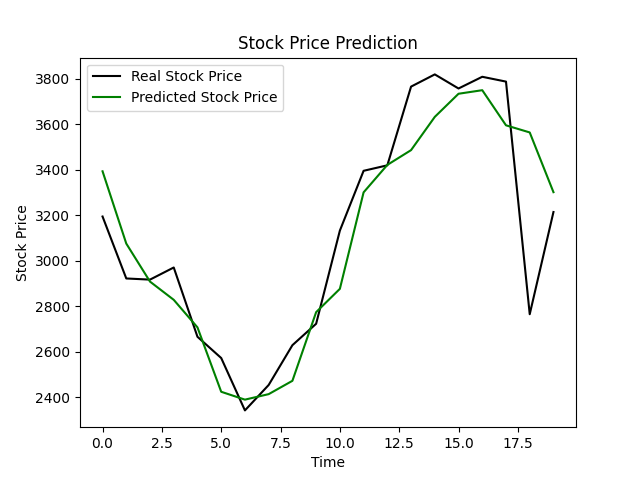 Stock Price Prediction
Real Stock Price
Predicted Stock Price
Stock Price
3800
3600
3400
3200
3000
2800
2600
2400
0.0 2.5 5.0 7.5 10.0 12.5 15.0 17.5
Time